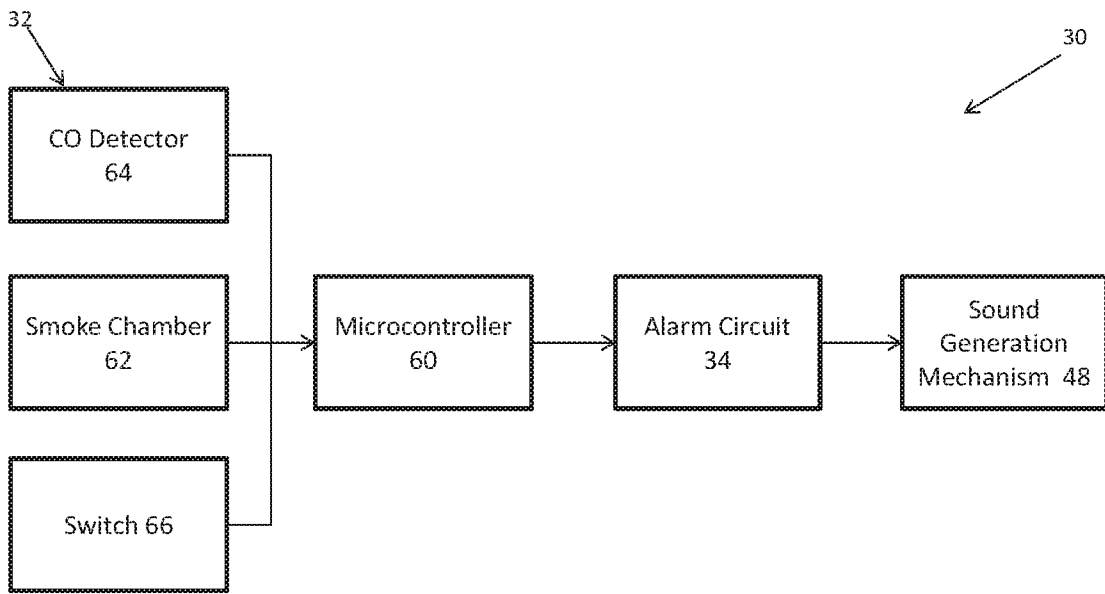 32
30
CO Detector
64
Smoke Chamber
62
Microcontroller
60
Alarm Circuit
34
Sound
Generation
Mechanism 48
Switch 66